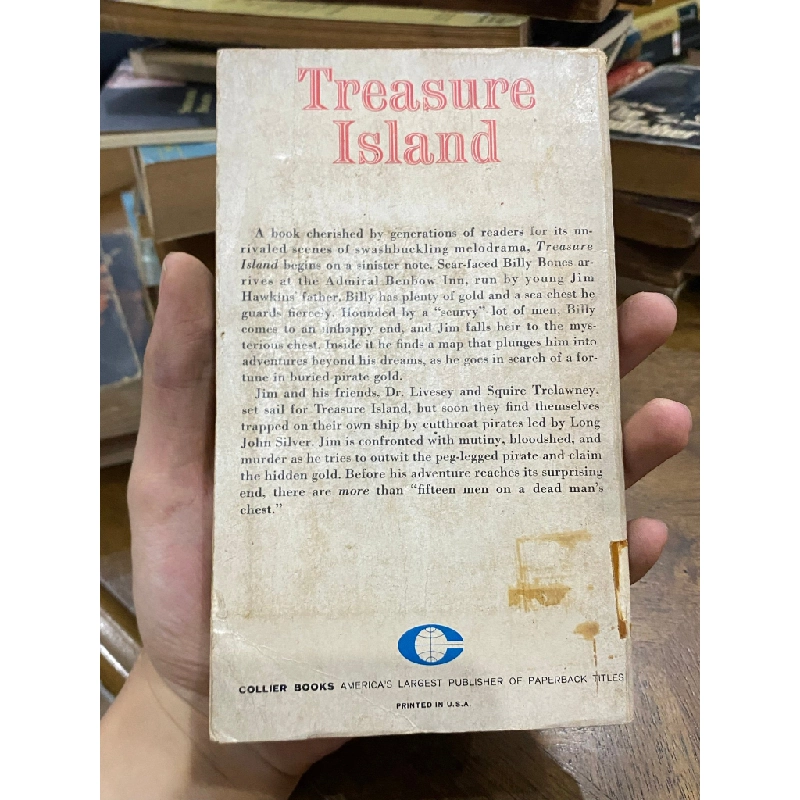 Treasure
Island
A book cherished by generations of readers for its un-
rivaled scenes of swashbuckling melodrama, Treasure
Island begins on a sinister note. Scar-faced Billy Bones ar-
rives at the Admiral Benbow Inn, run by young Jim
Hawkins' father. Billy has plenty of gold and a sea chest he
guards fiercely. Hounded by a "scurvy" lot of men, Billy
comes to an unhappy end, and Jim falls heir to the mys-
terious chest. Inside it he finds a map that plunges him into
adventures beyond his dreams, as he goes in search of a for-
tune in buried pirate gold.
Jim and his friends, Dr. Livesey and Squire Trelawney,
set sail for Treasure Island, but soon they find themselves
trapped on their own ship by cutthroat pirates led by Long
John Silver. Jim is confronted with mutiny, bloodshed, and
murder as he tries to outwit the peg-legged pirate and claim
the hidden gold. Before his adventure reaches its surprising
end, there are more than "fifteen men on a dead man's
chest."
COLLIER BOOKS AMERICA'S LARGEST PUBLISHER OF PAPERBACK TITLES
PRINTED IN U.S.A.